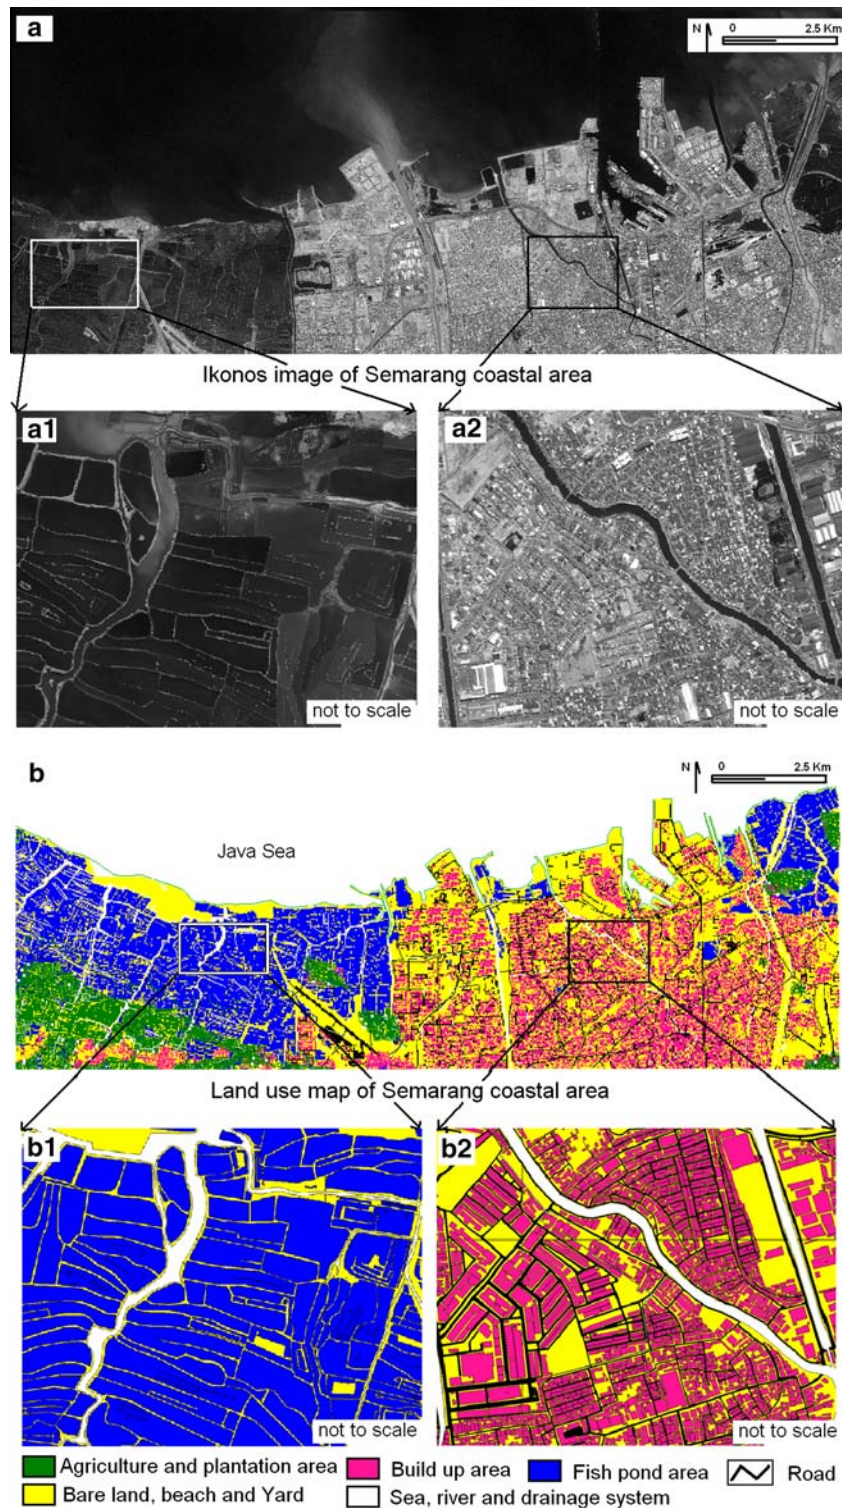 a
N 0 2.5 Km
Ikonos image of Semarang coastal area
a1
a2
not to scale
not to scale
b
N 0 2.5 Km
Java Sea
Land use map of Semarang coastal area
b1
b2
not to scale
not to scale
Agriculture and plantation area Build up area Fish pond area Road
Bare land, beach and Yard Sea, river and drainage system